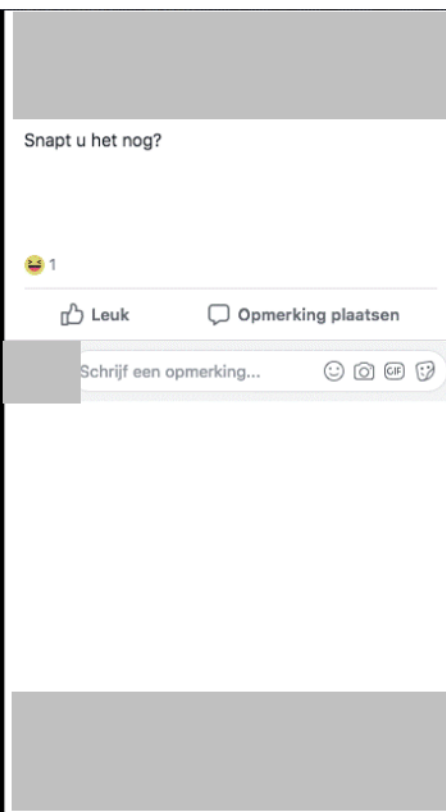 Snapt u het nog?
1
Leuk
Opmerking plaatsen
Schrijf een opmerking...
GIF